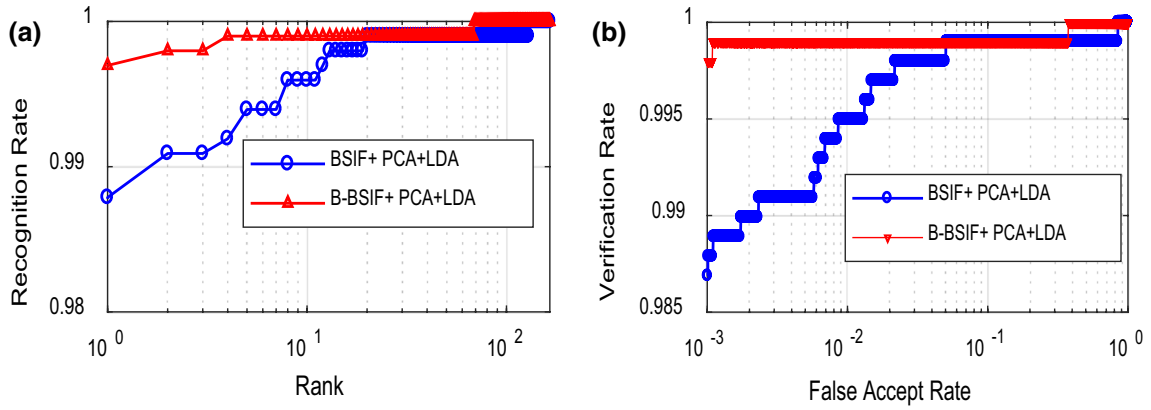 (a)
Recognition Rate
1
0.99
0.98
BSIF+ PCA+LDA
B-BSIF+ PCA+LDA
10^0
10^1
10^2
Rank
(b)
Verification Rate
1
0.995
0.99
0.985
BSIF+ PCA+LDA
B-BSIF+ PCA+LDA
10^-3
10^-2
10^-1
10^0
False Accept Rate